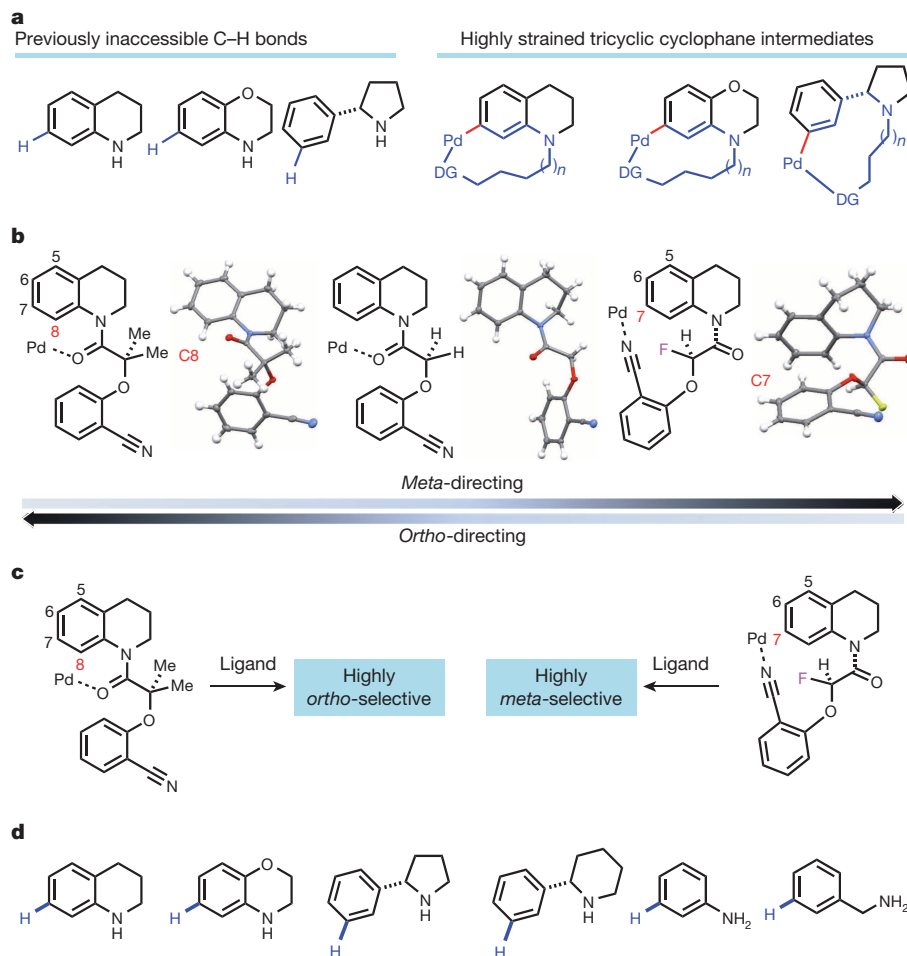 a
Previously inaccessible C–H bonds
Highly strained tricyclic cyclophane intermediates
H
N
H
H
O
N
H
H
N
H
Pd
DG
N
( )n
O
Pd
DG
N
( )n
N
( )n
Pd
DG
b
5
6
7
8
N
Pd
O
Me
Me
O
N
C8
N
Pd
O
H
H
O
N
5
6
Pd
7
N
H
F
O
N
O
C7
Meta-directing
Ortho-directing
c
5
6
7
8
N
Pd
O
Me
Me
O
N
Ligand
Highly
ortho-selective
Highly
meta-selective
Ligand
5
6
Pd
7
N
H
F
O
N
O
d
H
N
H
H
O
N
H
H
N
H
H
N
H
H
NH2
H
NH2